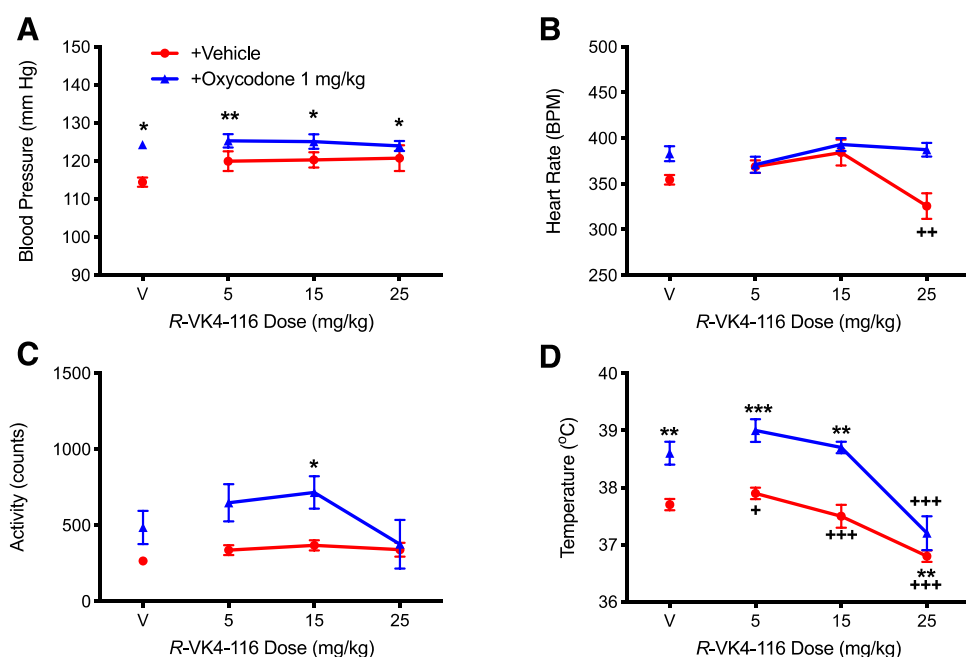 A
150
140
130
120
110
100
90
Blood Pressure (mm Hg)
+Vehicle
+Oxycodone 1 mg/kg
*
**
*
*
V
5
15
25
R-VK4-116 Dose (mg/kg)
B
500
450
400
350
300
250
Heart Rate (BPM)
++
V
5
15
25
R-VK4-116 Dose (mg/kg)
C
1500
1000
500
0
Activity (counts)
*
V
5
15
25
R-VK4-116 Dose (mg/kg)
D
40
39
38
37
36
Temperature (°C)
**
***
**
+++
+
+++
**
+++
V
5
15
25
R-VK4-116 Dose (mg/kg)